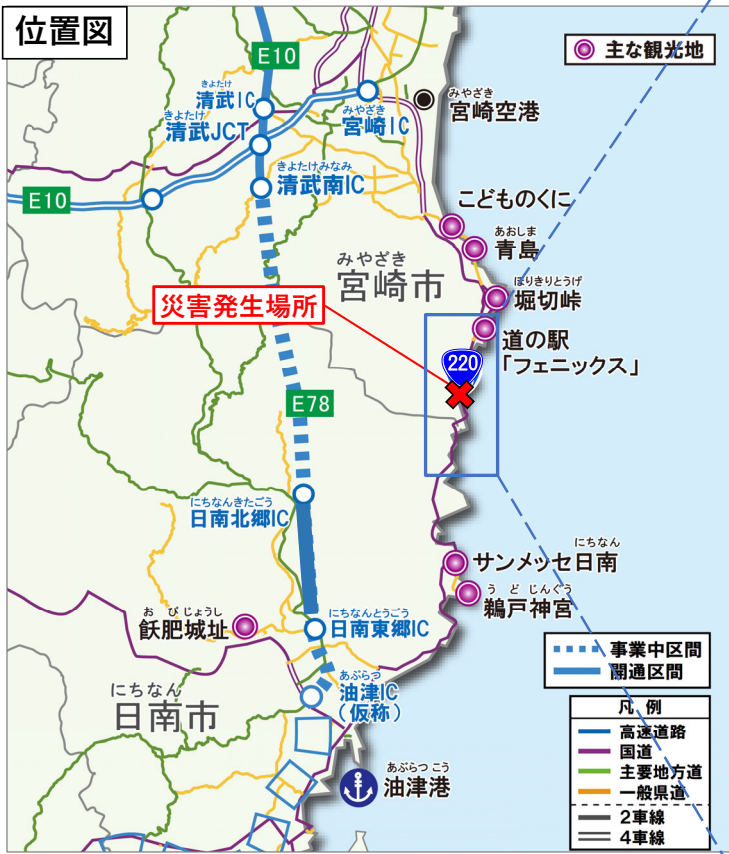 位置図
主な観光地
E10
きよたけ
清武IC
きよたけ
清武JCT
みやざき
宮崎IC
宮崎空港
みやざき
きよたけみなみ
清武南IC
E10
こどものくに
あおしま
青島
みやざき
宮崎市
ほりきりとうげ
堀切峠
災害発生場所
道の駅
「フェニックス」
220
E78
にちなんきたごう
日南北郷IC
にちなん
サンメッセ日南
うどじんぐう
鵜戸神宮
おびじょうし
飫肥城址
にちなんとうごう
日南東郷IC
あぶらつ
油津IC
(仮称)
にちなん
日南市
あぶらつこう
油津港
事業中区間
開通区間
凡例
高速道路
国道
主要地方道
一般県道
2車線
4車線